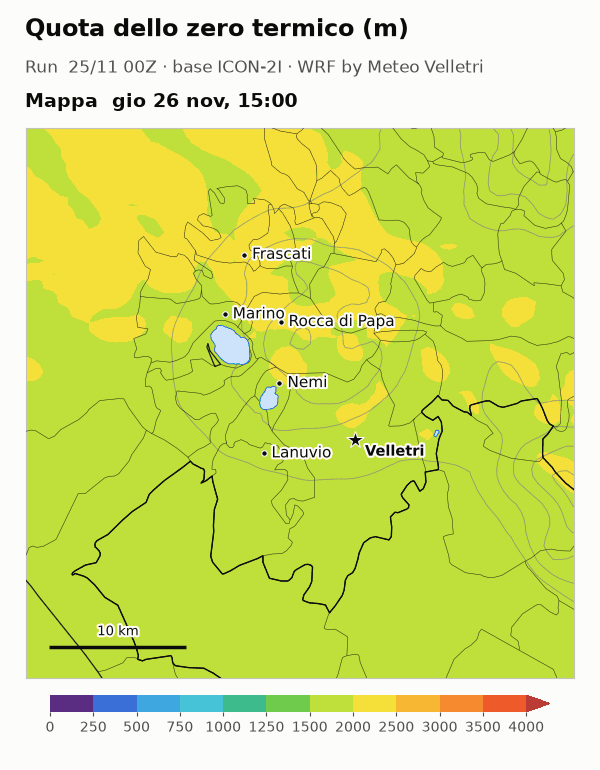 Quota dello zero termico (m)
Run  25/11 00Z · base ICON-2I · WRF by Meteo Velletri
Mappa  gio 26 nov, 15:00
Frascati
Marino
Rocca di Papa
Nemi
Velletri
Lanuvio
10 km
0 250 500 750 1000 1250 1500 2000 2500 3000 3500 4000